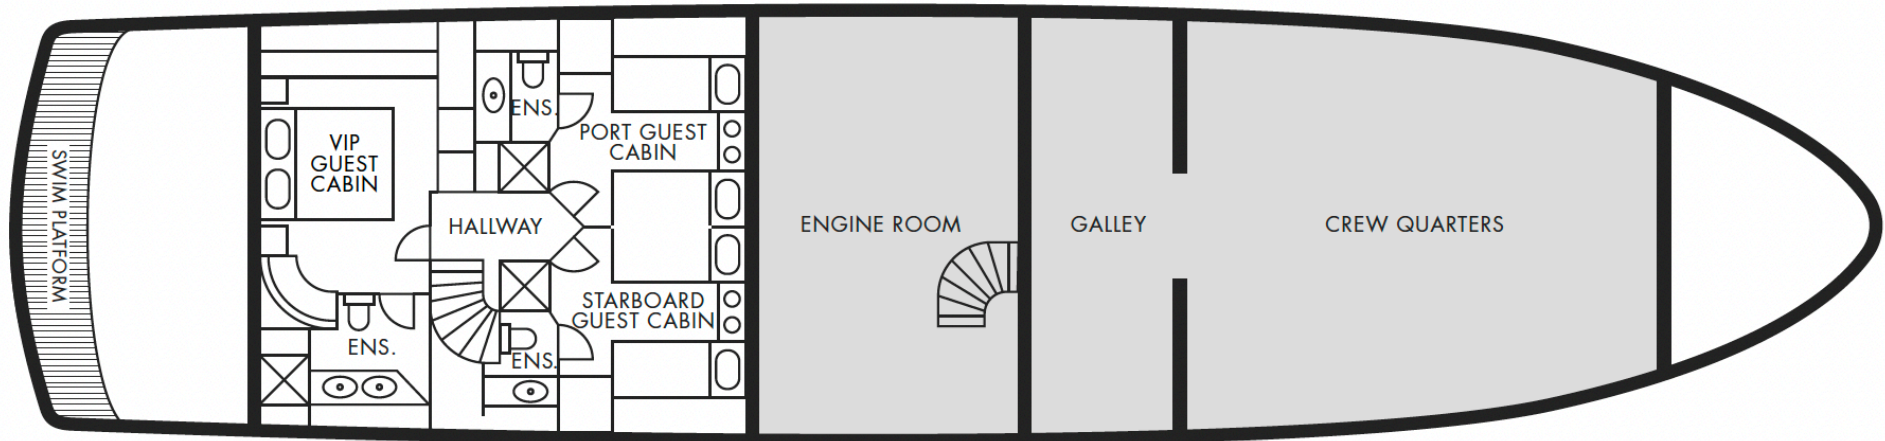 SWIM PLATFORM
VIP
GUEST
CABIN
ENS.
HALLWAY
ENS.
PORT GUEST
CABIN
STARBOARD
GUEST CABIN
ENS.
ENGINE ROOM
GALLEY
CREW QUARTERS